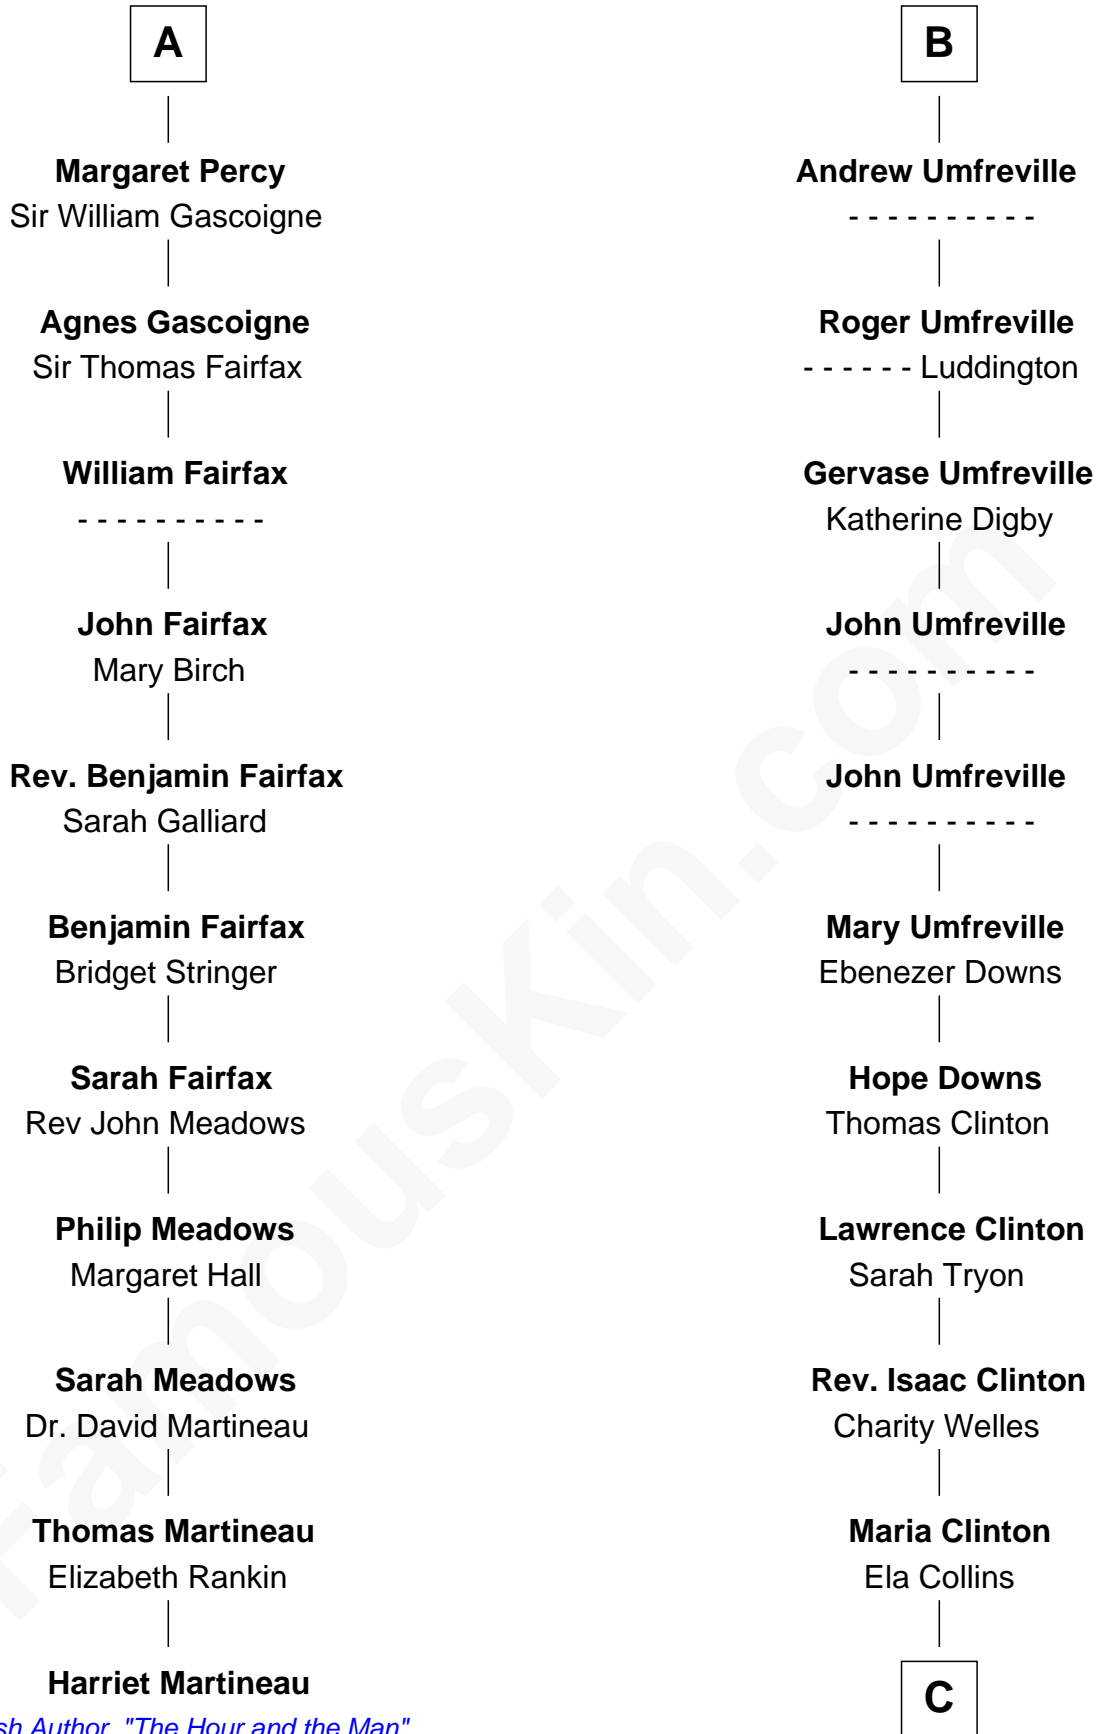 A
Margaret Percy
Sir William Gascoigne
Agnes Gascoigne
Sir Thomas Fairfax
William Fairfax
- - - - - - - - - -
John Fairfax
Mary Birch
Rev. Benjamin Fairfax
Sarah Galliard
Benjamin Fairfax
Bridget Stringer
Sarah Fairfax
Rev John Meadows
Philip Meadows
Margaret Hall
Sarah Meadows
Dr. David Martineau
Thomas Martineau
Elizabeth Rankin
Harriet Martineau
sh Author, "The Hour and the Man"
B
Andrew Umfreville
- - - - - - - - - -
Roger Umfreville
- - - - - - Luddington
Gervase Umfreville
Katherine Digby
John Umfreville
- - - - - - - - - -
John Umfreville
- - - - - - - - - -
Mary Umfreville
Ebenezer Downs
Hope Downs
Thomas Clinton
Lawrence Clinton
Sarah Tryon
Rev. Isaac Clinton
Charity Welles
Maria Clinton
Ela Collins
C
FamousKin.com